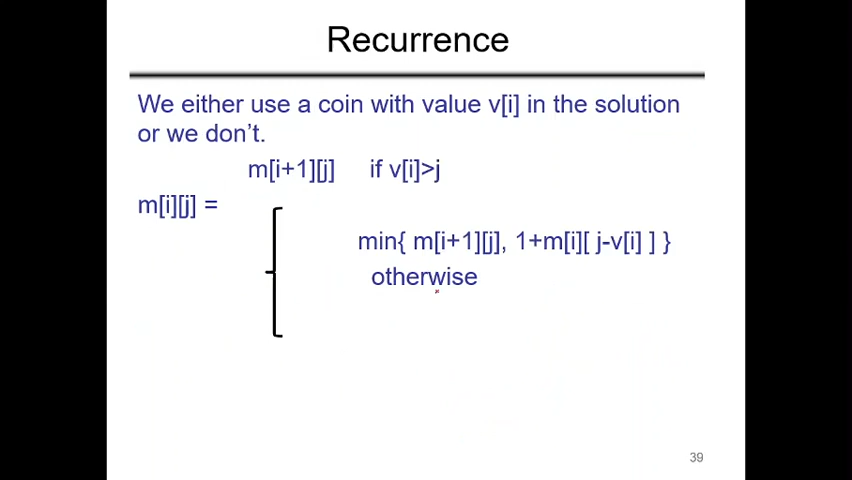 Recurrence
We either use a coin with value v[i] in the solution
or we don't.
m[i+1][j] if v[i]>j
m[i][j] =
min{ m[i+1][j], 1+m[i][ j-v[i] ] }
otherwise
39